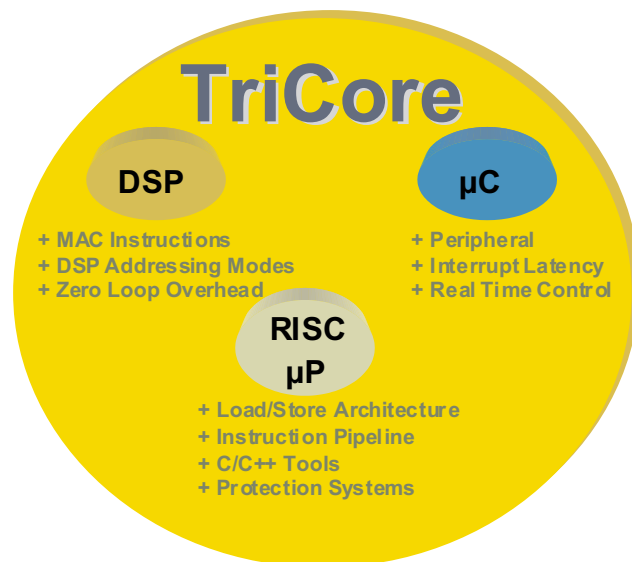 TriCore
DSP
+ MAC Instructions
+ DSP Addressing Modes
+ Zero Loop Overhead
µC
+ Peripheral
+ Interrupt Latency
+ Real Time Control
RISC
µP
+ Load/Store Architecture
+ Instruction Pipeline
+ C/C++ Tools
+ Protection Systems